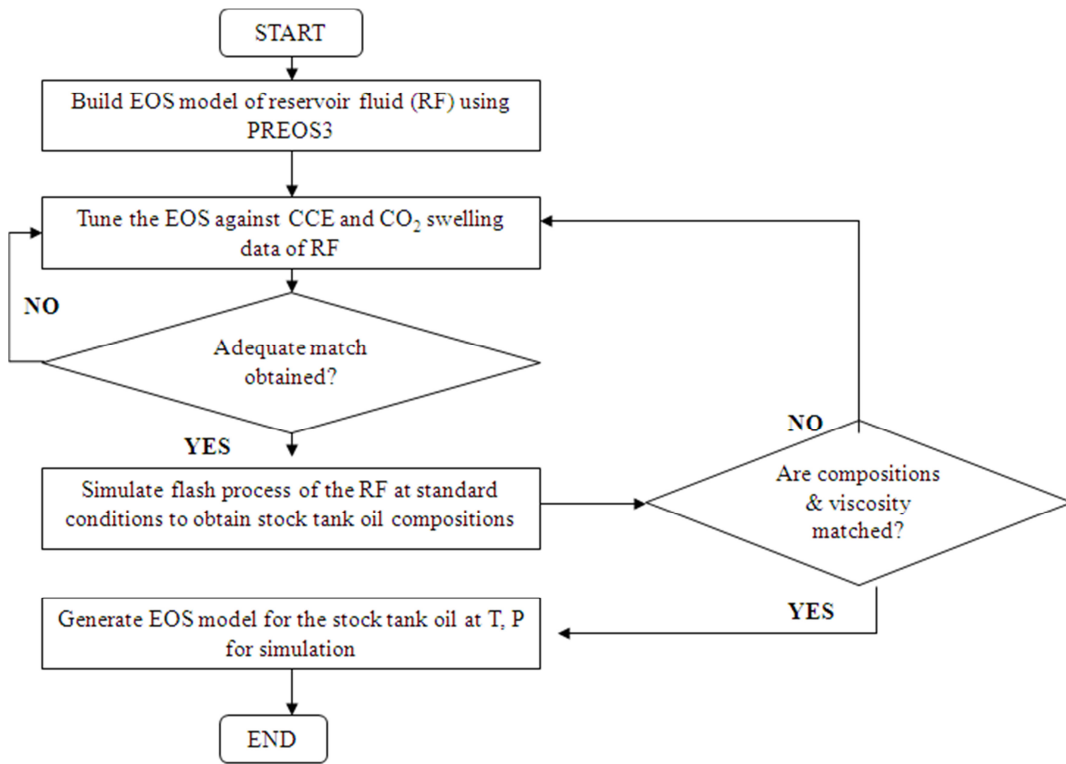 START
Build EOS model of reservoir fluid (RF) using
PREOS3
Tune the EOS against CCE and CO₂ swelling
data of RF
NO
Adequate match
obtained?
YES
Simulate flash process of the RF at standard
conditions to obtain stock tank oil compositions
NO
Are compositions
& viscosity
matched?
YES
Generate EOS model for the stock tank oil at T, P
for simulation
END